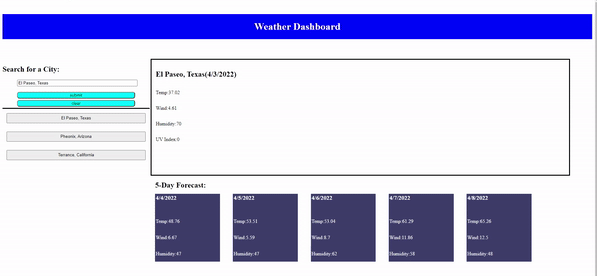 Weather Dashboard
Search for a City:
El Paseo, Texas
submit
clear
El Paseo, Texas
Pheonix, Arizona
Terrance, California
El Paseo, Texas(4/3/2022)
Temp:37.02
Wind:4.61
Humidity:70
UV Index:0
5-Day Forecast:
4/4/2022
Temp:48.76
Wind:6.67
Humidity:47
4/5/2022
Temp:53.51
Wind:5.59
Humidity:47
4/6/2022
Temp:53.04
Wind:8.7
Humidity:62
4/7/2022
Temp:61.29
Wind:11.86
Humidity:58
4/8/2022
Temp:65.26
Wind:12.5
Humidity:48